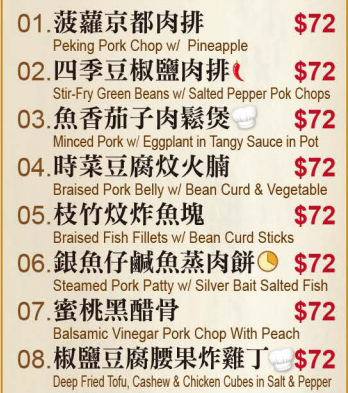 01.菠蘿京都肉排 $72
Peking Pork Chop w/ Pineapple
02.四季豆椒鹽肉排 $72
Stir-Fry Green Beans w/ Salted Pepper Pok Chops
03.魚香茄子肉鬆煲 $72
Minced Pork w/ Eggplant in Tangy Sauce in Pot
04.時菜豆腐炆火腩 $72
Braised Pork Belly w/ Bean Curd & Vegetable
05.枝竹炆炸魚塊 $72
Braised Fish Fillets w/ Bean Curd Sticks
06.銀魚仔鹹魚蒸肉餅 $72
Steamed Pork Patty w/ Silver Bait Salted Fish
07.蜜桃黑醋骨 $72
Balsamic Vinegar Pork Chop With Peach
08.椒鹽豆腐腰果炸雞丁 $72
Deep Fried Tofu, Cashew & Chicken Cubes in Salt & Pepper